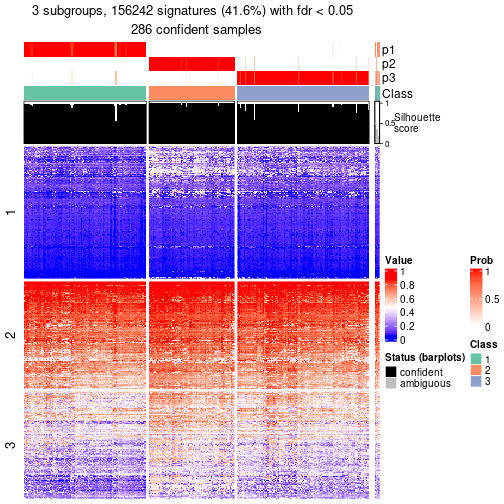 3 subgroups, 156242 signatures (41.6%) with fdr < 0.05
286 confident samples
p1
p2
p3
Class
1
0.5
0
Silhouette
score
1
2
3
Value
1
0.8
0.6
0.4
0.2
0
Prob
1
0.5
0
Status (barplots)
confident
ambiguous
Class
1
2
3